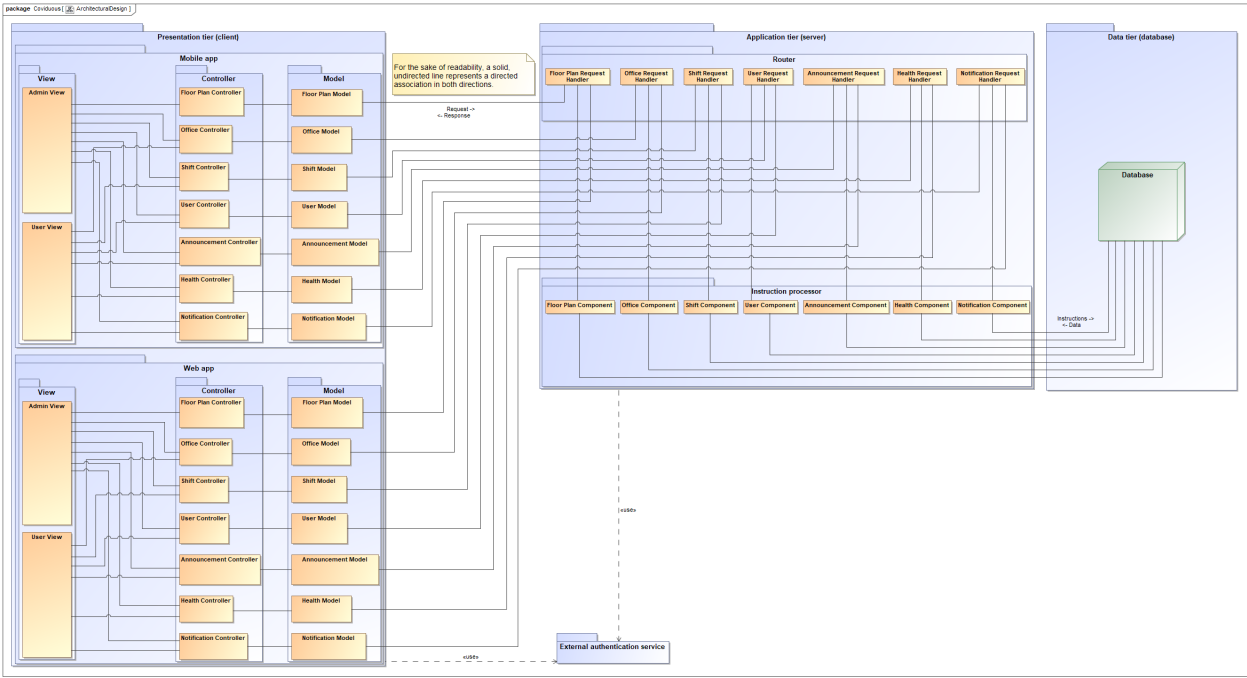 package Coviduous[ ArchitecturalDesign ]
Presentation tier (client)
Mobile app
View
Controller
Model
Admin View
User View
Floor Plan Controller
Office Controller
Shift Controller
User Controller
Announcement Controller
Health Controller
Notification Controller
Floor Plan Model
Office Model
Shift Model
User Model
Announcement Model
Health Model
Notification Model
Web app
View
Controller
Model
Admin View
User View
Floor Plan Controller
Office Controller
Shift Controller
User Controller
Announcement Controller
Health Controller
Notification Controller
Floor Plan Model
Office Model
Shift Model
User Model
Announcement Model
Health Model
Notification Model
For the sake of readability, a solid,
undirected line represents a directed
association in both directions.
Request ->
<- Response
Application tier (server)
Router
Floor Plan Request
Handler
Office Request
Handler
Shift Request
Handler
User Request
Handler
Announcement Request
Handler
Health Request
Handler
Notification Request
Handler
Instruction processor
Floor Plan Component
Office Component
Shift Component
User Component
Announcement Component
Health Component
Notification Component
Instructions ->
<- Data
Data tier (database)
Database
«use»
«use»
External authentication service